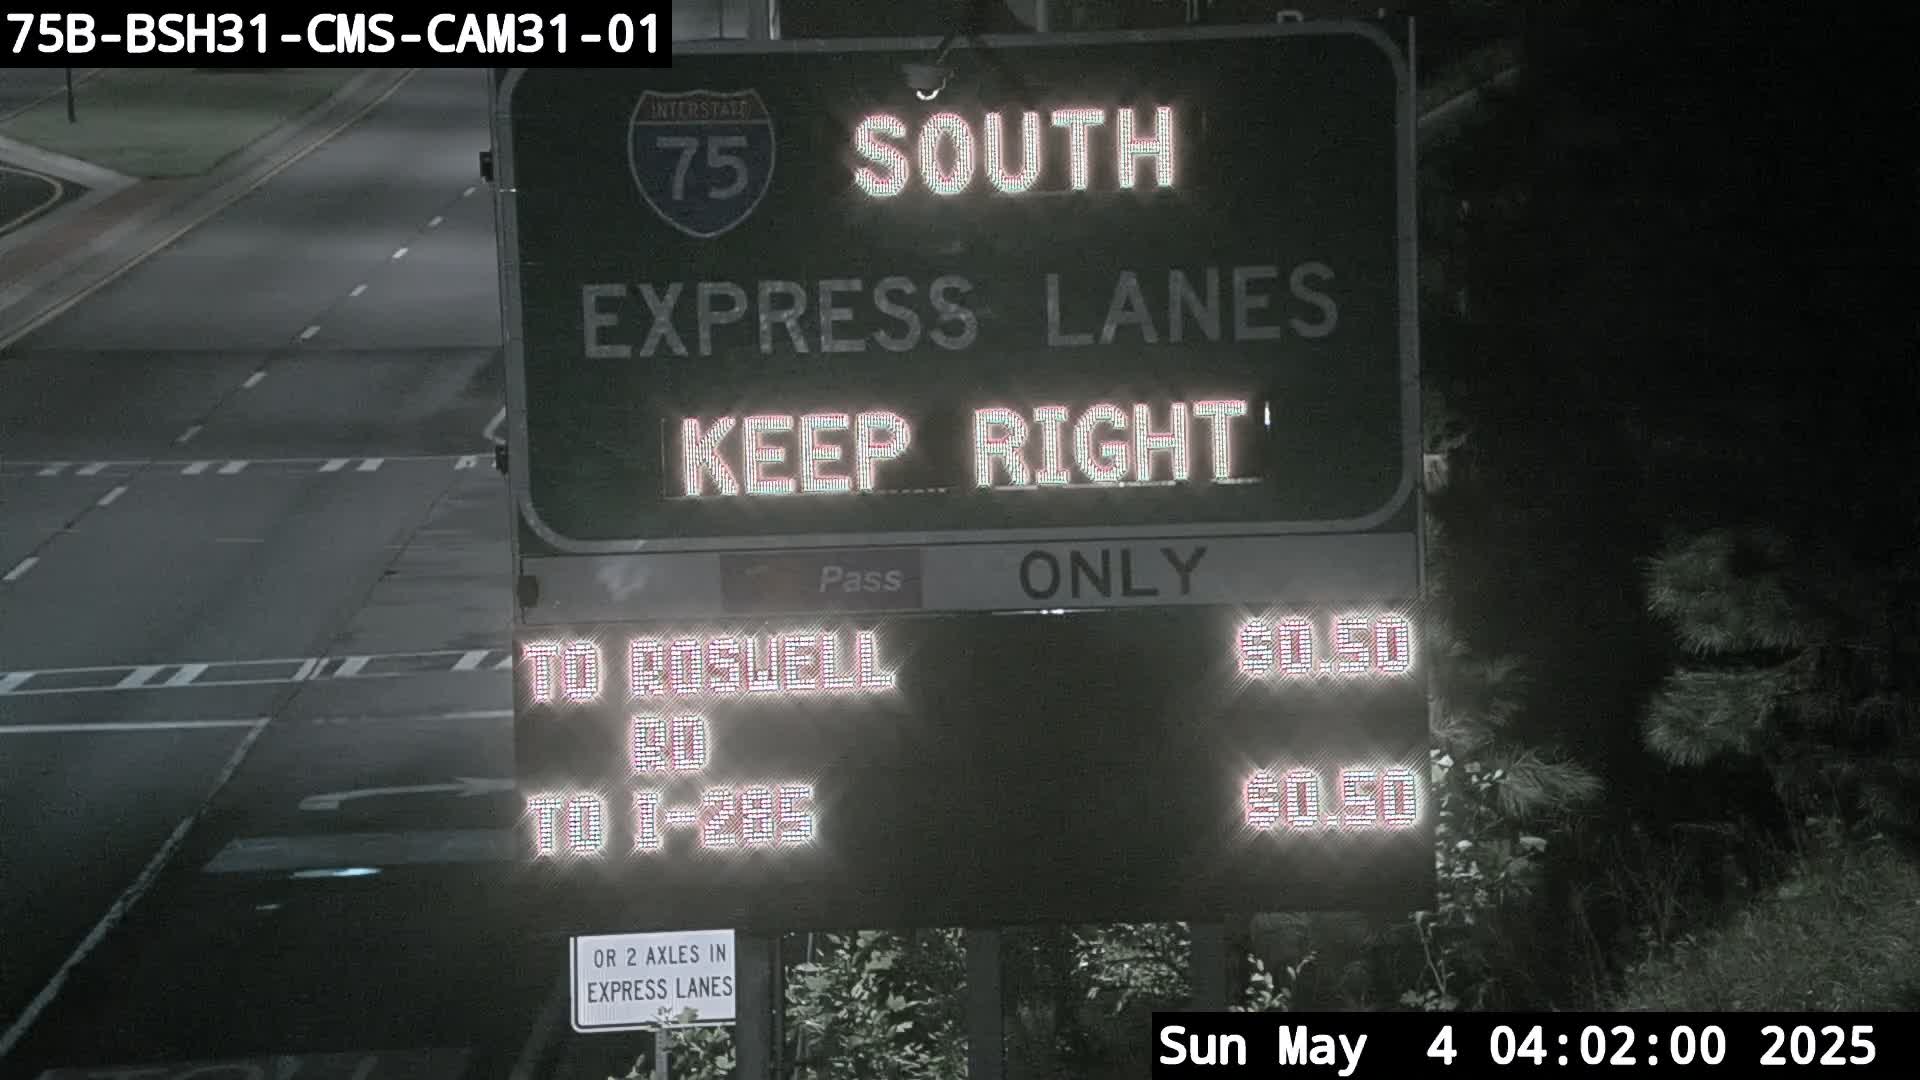 75B-BSH31-CMS-CAM31-01
INTERSTATE
75
SOUTH
EXPRESS LANES
KEEP RIGHT
Pass ONLY
TO ROSWELL $0.50
RD
TO I-285 $0.50
OR 2 AXLES IN
EXPRESS LANES
Sun May 4 04:02:00 2025